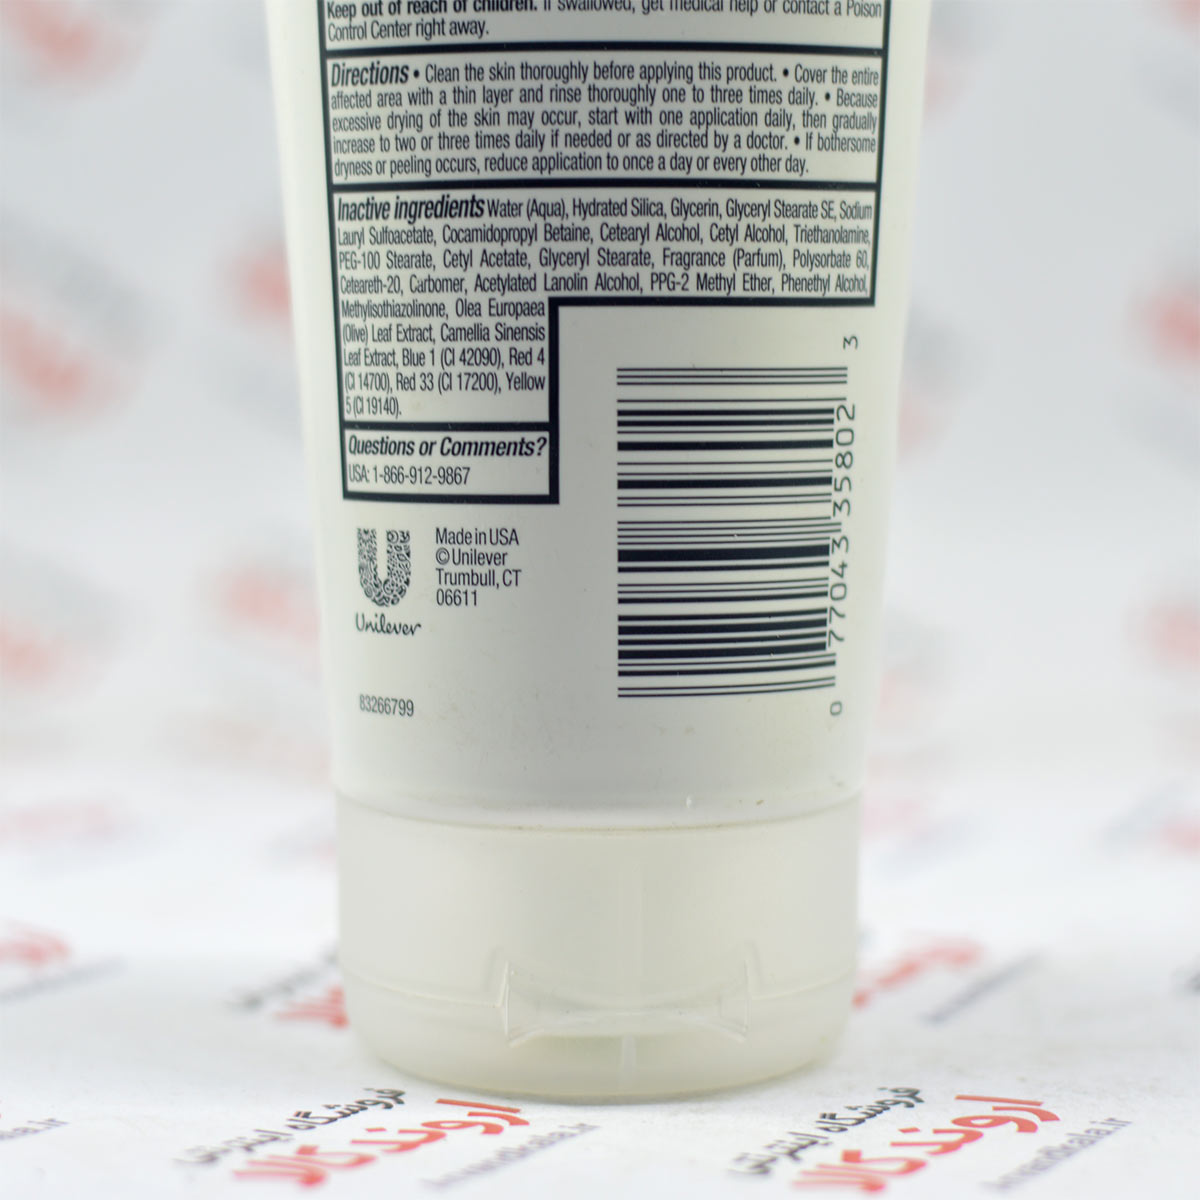 Keep out of reach of children. If swallowed, get medical help or contact a Poison
Control Center right away.
Directions • Clean the skin thoroughly before applying this product. • Cover the entire
affected area with a thin layer and rinse thoroughly one to three times daily. • Because
excessive drying of the skin may occur, start with one application daily, then gradually
increase to two or three times daily if needed or as directed by a doctor. • If bothersome
dryness or peeling occurs, reduce application to once a day or every other day.
Inactive ingredients Water (Aqua), Hydrated Silica, Glycerin, Glyceryl Stearate SE, Sodium
Lauryl Sulfoacetate, Cocamidopropyl Betaine, Cetearyl Alcohol, Cetyl Alcohol, Triethanolamine,
PEG-100 Stearate, Cetyl Acetate, Glyceryl Stearate, Fragrance (Parfum), Polysorbate 60,
Ceteareth-20, Carbomer, Acetylated Lanolin Alcohol, PPG-2 Methyl Ether, Phenethyl Alcohol,
Methylisothiazolinone, Olea Europaea
(Olive) Leaf Extract, Camellia Sinensis
Leaf Extract, Blue 1 (CI 42090), Red 4
(CI 14700), Red 33 (CI 17200), Yellow
5 (CI 19140).
Questions or Comments?
USA: 1-866-912-9867
Made in USA
© Unilever
Trumbull, CT
06611
Unilever
83266799
0 77043 35802 3
فروشگاه اینترنتی
اروند کالا
فروشگاه اینترنتی
اروند کالا